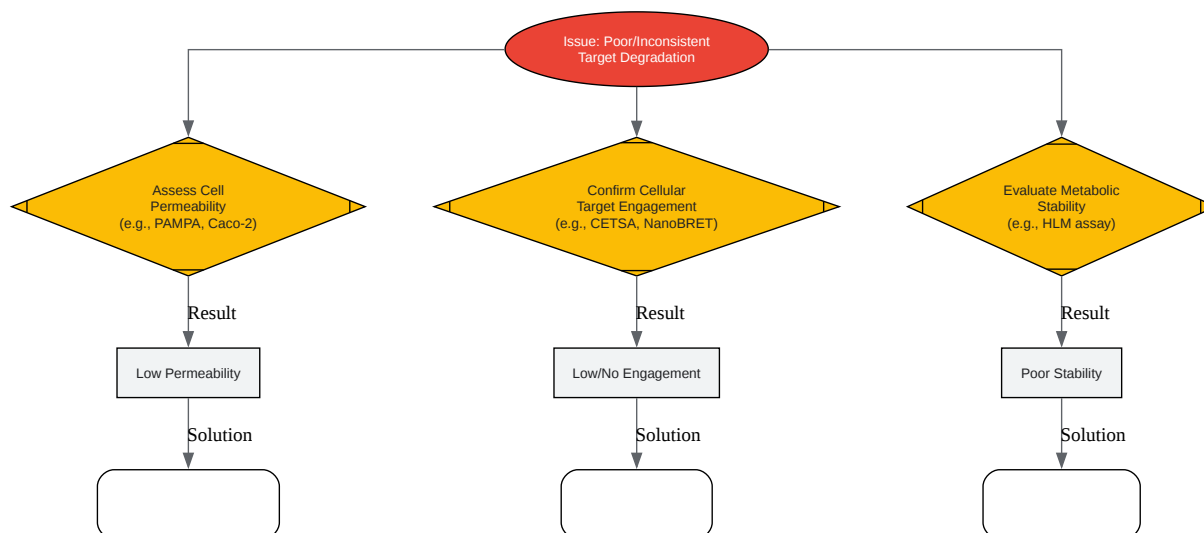 Issue: Poor/Inconsistent
Target Degradation
Assess Cell
Permeability
(e.g., PAMPA, Caco-2)
Confirm Cellular
Target Engagement
(e.g., CETSA, NanoBRET)
Evaluate Metabolic
Stability
(e.g., HLM assay)
Result
Result
Result
Low Permeability
Low/No Engagement
Poor Stability
Solution
Solution
Solution